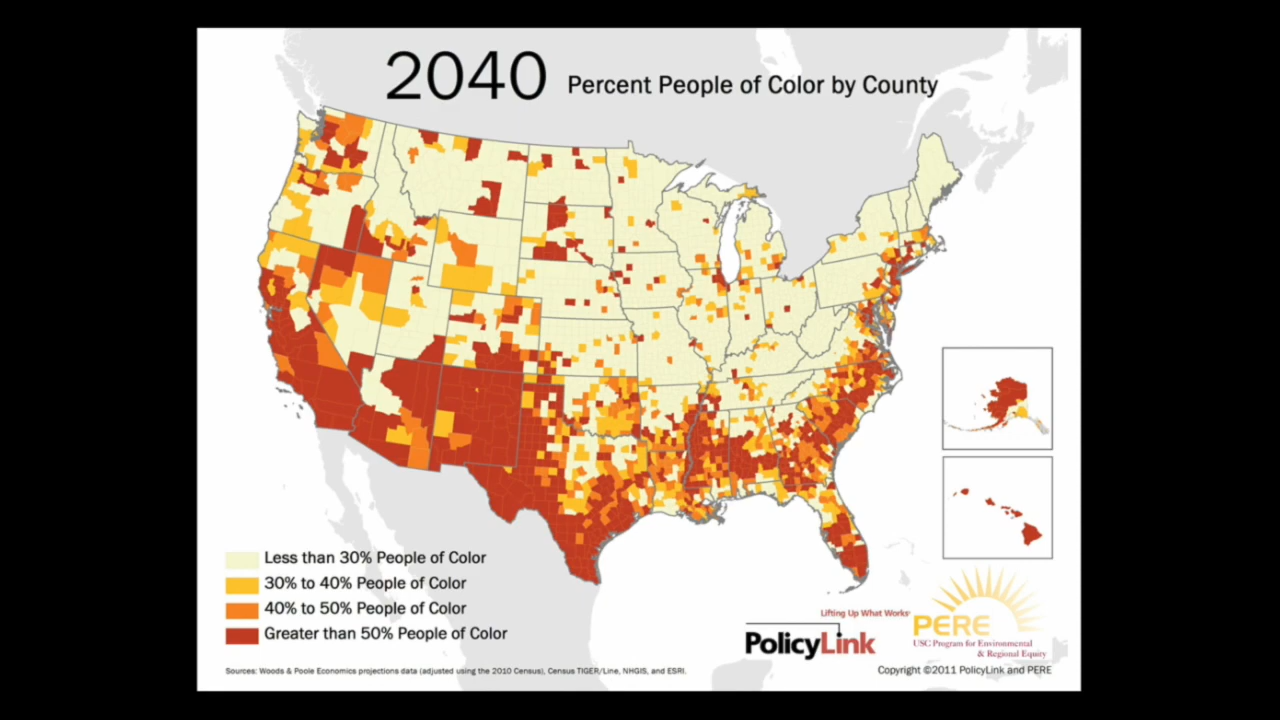 2040 Percent People of Color by County
Less than 30% People of Color
30% to 40% People of Color
40% to 50% People of Color
Greater than 50% People of Color
Lifting Up What Works
PolicyLink
PERE
USC Program for Environmental
& Regional Equity
Sources: Woods & Poole Economics projections data (adjusted using the 2010 Census), Census TIGER/Line, NHGIS, and ESRI.
Copyright ©2011 PolicyLink and PERE